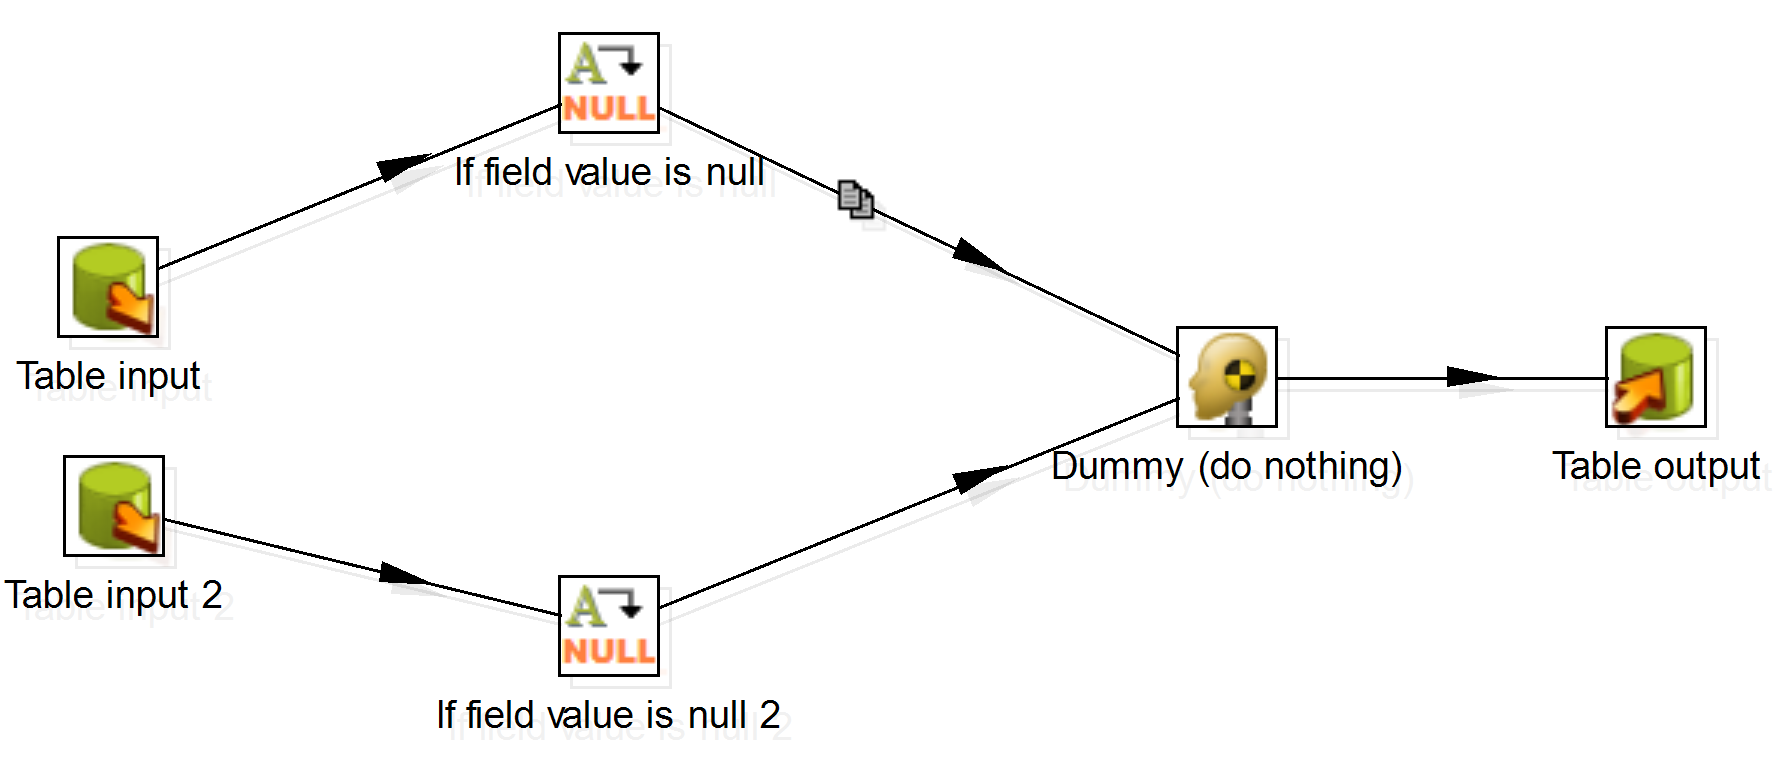 A
NULL
If field value is null
Table input
Dummy (do nothing)
Table output
Table input 2
A
NULL
If field value is null 2